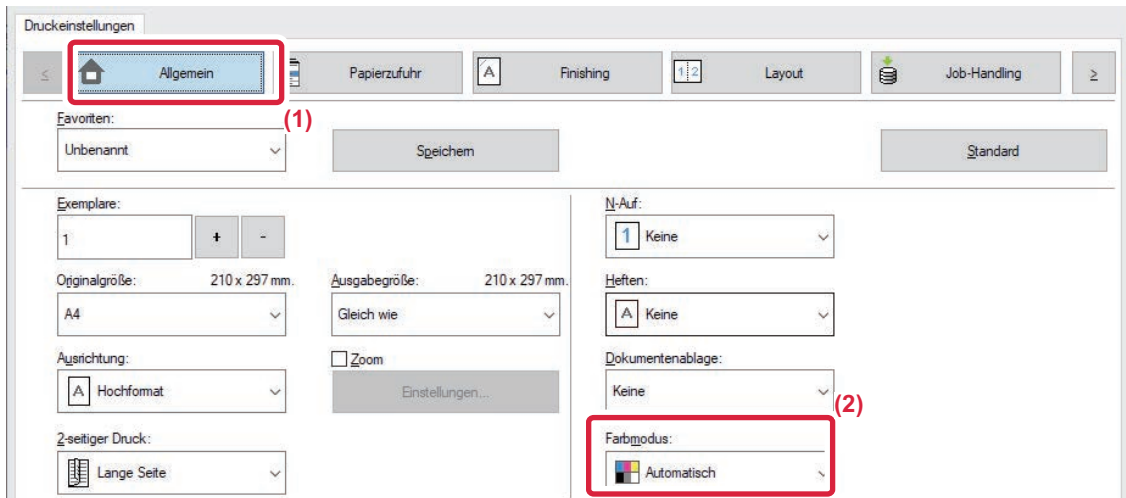 Druckeinstellungen
< Allgemein Papierzufuhr A Finishing 1 2 Layout Job-Handling >
(1)
Favoriten:
Unbenannt Speichern Standard
Exemplare: N-Auf:
1 + - 1 Keine
Originalgröße: 210 x 297 mm. Ausgabegröße: 210 x 297 mm. Heften:
A4 Gleich wie A Keine
Ausrichtung: Zoom Dokumentenablage:
A Hochformat Einstellungen... Keine
(2)
2-seitiger Druck: Farbmodus:
Lange Seite Automatisch